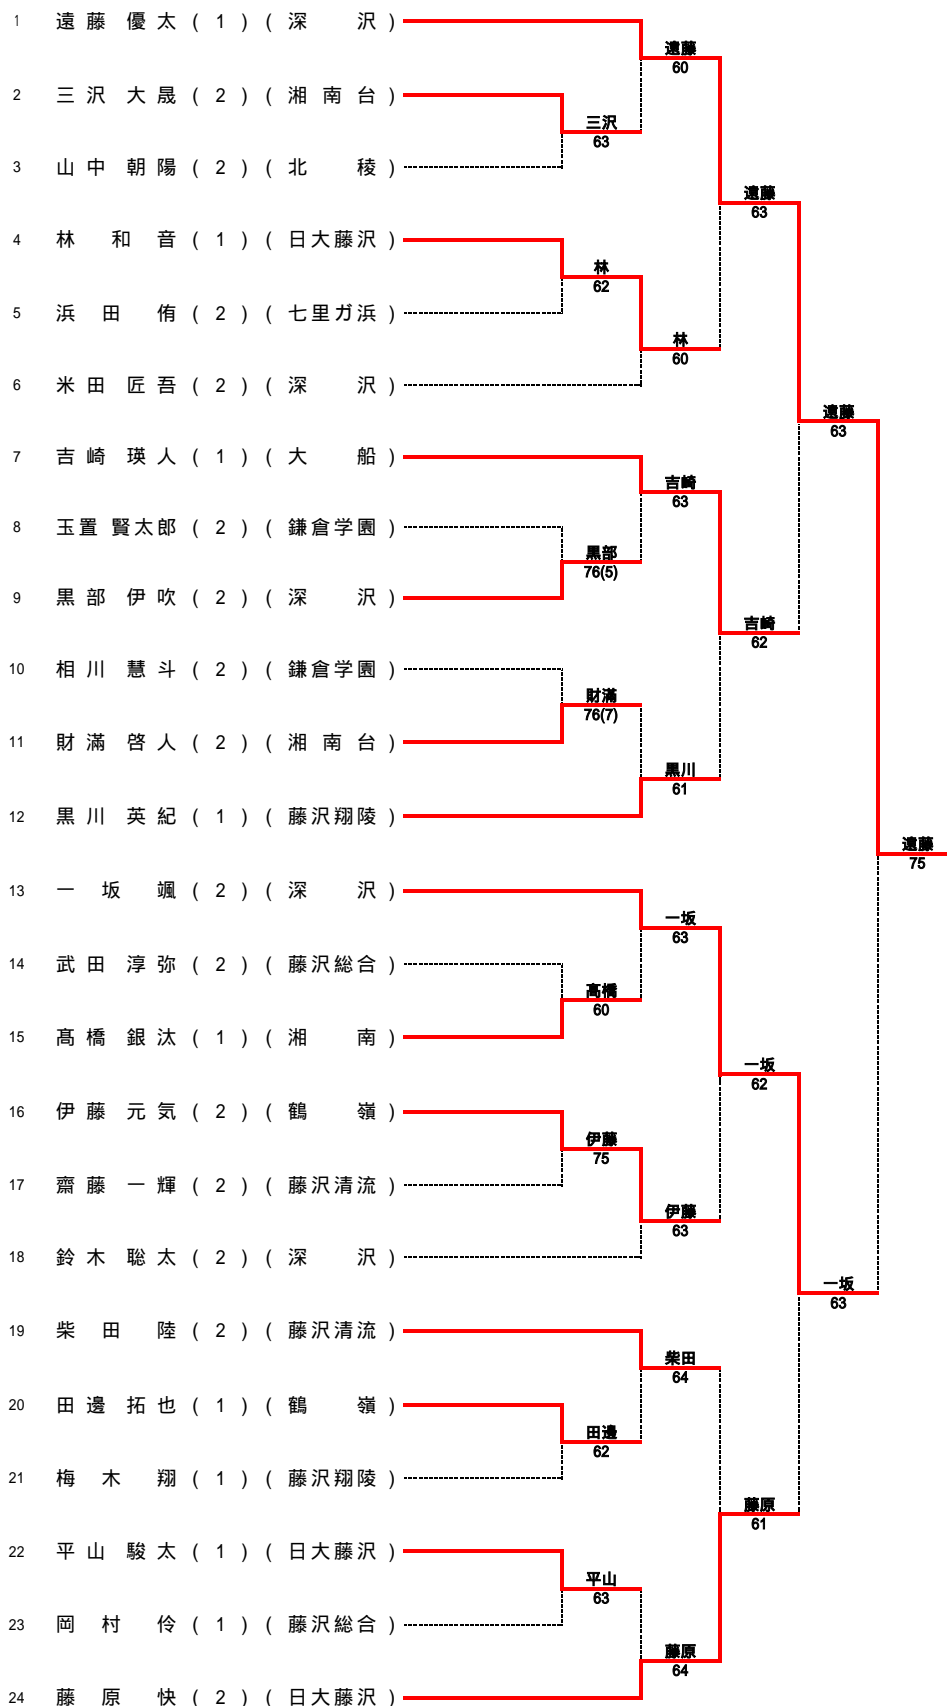 1 遠藤 優太 ( 1 ) ( 深 沢 )
遠藤
60
2 三沢 大晟 ( 2 ) ( 湘南台 )
三沢
63
3 山中 朝陽 ( 2 ) ( 北 稜 )
遠藤
63
4 林 和音 ( 1 ) ( 日大藤沢 )
林
62
5 浜田 侑 ( 2 ) ( 七里ガ浜 )
林
60
6 米田 匠吾 ( 2 ) ( 深 沢 )
遠藤
63
7 吉崎 瑛人 ( 1 ) ( 大 船 )
吉崎
63
8 玉置 賢太郎 ( 2 ) ( 鎌倉学園 )
黒部
76(5)
9 黒部 伊吹 ( 2 ) ( 深 沢 )
吉崎
62
10 相川 慧斗 ( 2 ) ( 鎌倉学園 )
財満
76(7)
11 財満 啓人 ( 2 ) ( 湘南台 )
黒川
61
12 黒川 英紀 ( 1 ) ( 藤沢翔陵 )
遠藤
75
13 一坂 颯 ( 2 ) ( 深 沢 )
一坂
63
14 武田 淳弥 ( 2 ) ( 藤沢総合 )
髙橋
60
15 髙橋 銀汰 ( 1 ) ( 湘 南 )
一坂
62
16 伊藤 元気 ( 2 ) ( 鶴 嶺 )
伊藤
75
17 齋藤 一輝 ( 2 ) ( 藤沢清流 )
伊藤
63
18 鈴木 聡太 ( 2 ) ( 深 沢 )
一坂
63
19 柴田 陸 ( 2 ) ( 藤沢清流 )
柴田
64
20 田邊 拓也 ( 1 ) ( 鶴 嶺 )
田邊
62
21 梅木 翔 ( 1 ) ( 藤沢翔陵 )
藤原
61
22 平山 駿太 ( 1 ) ( 日大藤沢 )
平山
63
23 岡村 伶 ( 1 ) ( 藤沢総合 )
藤原
64
24 藤原 快 ( 2 ) ( 日大藤沢 )